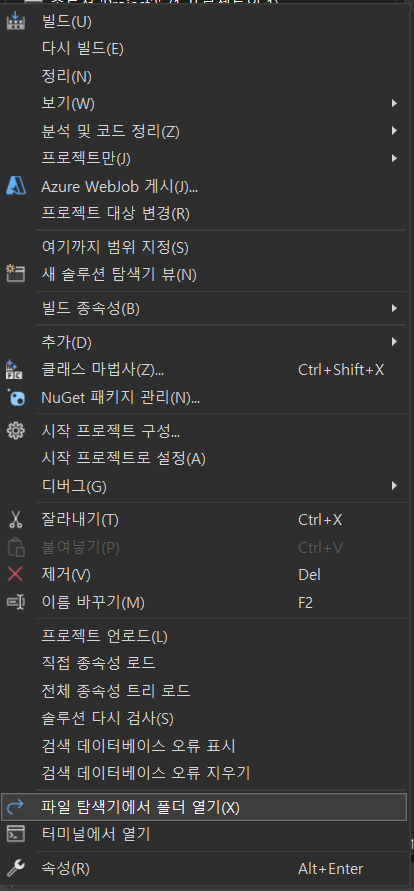 빌드(U)
다시 빌드(E)
정리(N)
보기(W)
분석 및 코드 정리(Z)
프로젝트만(J)
Azure WebJob 게시(J)...
프로젝트 대상 변경(R)
여기까지 범위 지정(S)
새 솔루션 탐색기 뷰(N)
빌드 종속성(B)
추가(D)
클래스 마법사(Z)... Ctrl+Shift+X
NuGet 패키지 관리(N)...
시작 프로젝트 구성...
시작 프로젝트로 설정(A)
디버그(G)
잘라내기(T) Ctrl+X
붙여넣기(P) Ctrl+V
제거(V) Del
이름 바꾸기(M) F2
프로젝트 언로드(L)
직접 종속성 로드
전체 종속성 트리 로드
솔루션 다시 검사(S)
검색 데이터베이스 오류 표시
검색 데이터베이스 오류 지우기
파일 탐색기에서 폴더 열기(X)
터미널에서 열기
속성(R) Alt+Enter